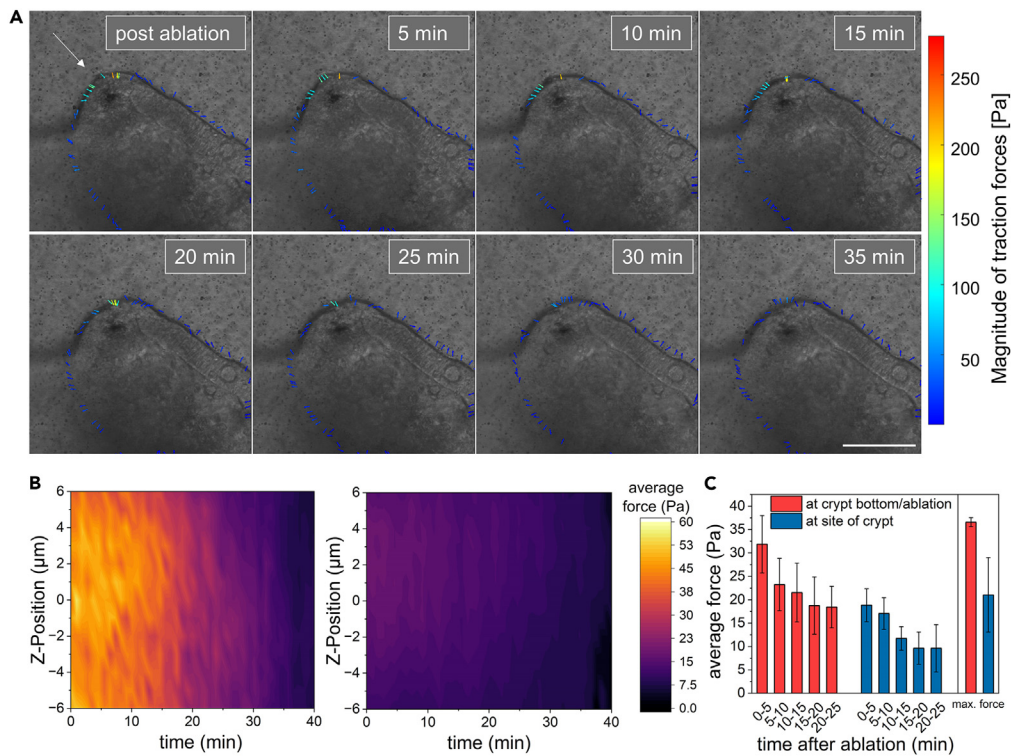 A
post ablation
5 min
10 min
15 min
20 min
25 min
30 min
35 min
250
200
150
100
50
Magnitude of traction forces [Pa]
B
6
4
2
0
−2
−4
−6
Z-Position (µm)
0
10
20
30
40
time (min)
6
4
2
0
−2
−4
−6
Z-Position (µm)
0
10
20
30
40
time (min)
average
force (Pa)
60
53
45
38
30
23
15
7.5
0.0
C
at crypt bottom/ablation
at site of crypt
40
35
30
25
20
15
10
5
0
average force (Pa)
0-5
5-10
10-15
15-20
20-25
0-5
5-10
10-15
15-20
20-25
max. force
time after ablation (min)